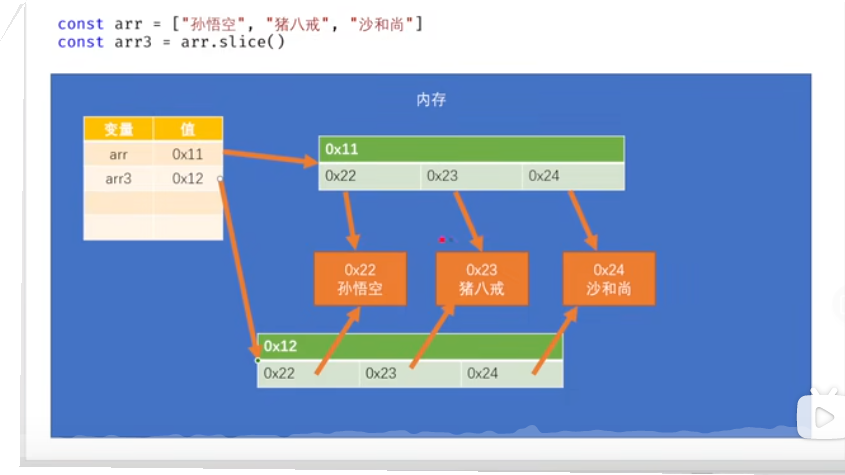 const arr = ["孙悟空", "猪八戒", "沙和尚"]
const arr3 = arr.slice()
内存
变量 值
arr 0x11
arr3 0x12
0x11
0x22 0x23 0x24
0x22
孙悟空
0x23
猪八戒
0x24
沙和尚
0x12
0x22 0x23 0x24